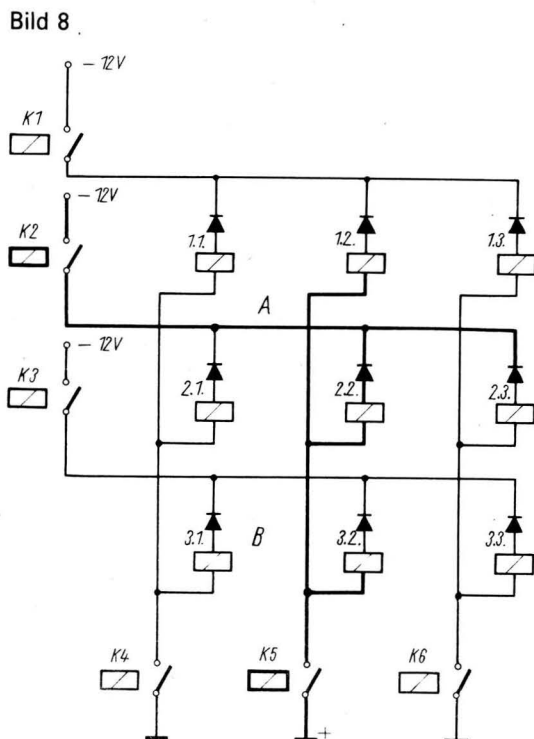 Bild 8
– 12V
K1
– 12V
1.1. 1.2. 1.3.
K2
A
– 12V
K3
2.1. 2.2. 2.3.
3.1. B 3.2. 3.3.
K4 K5 K6
+